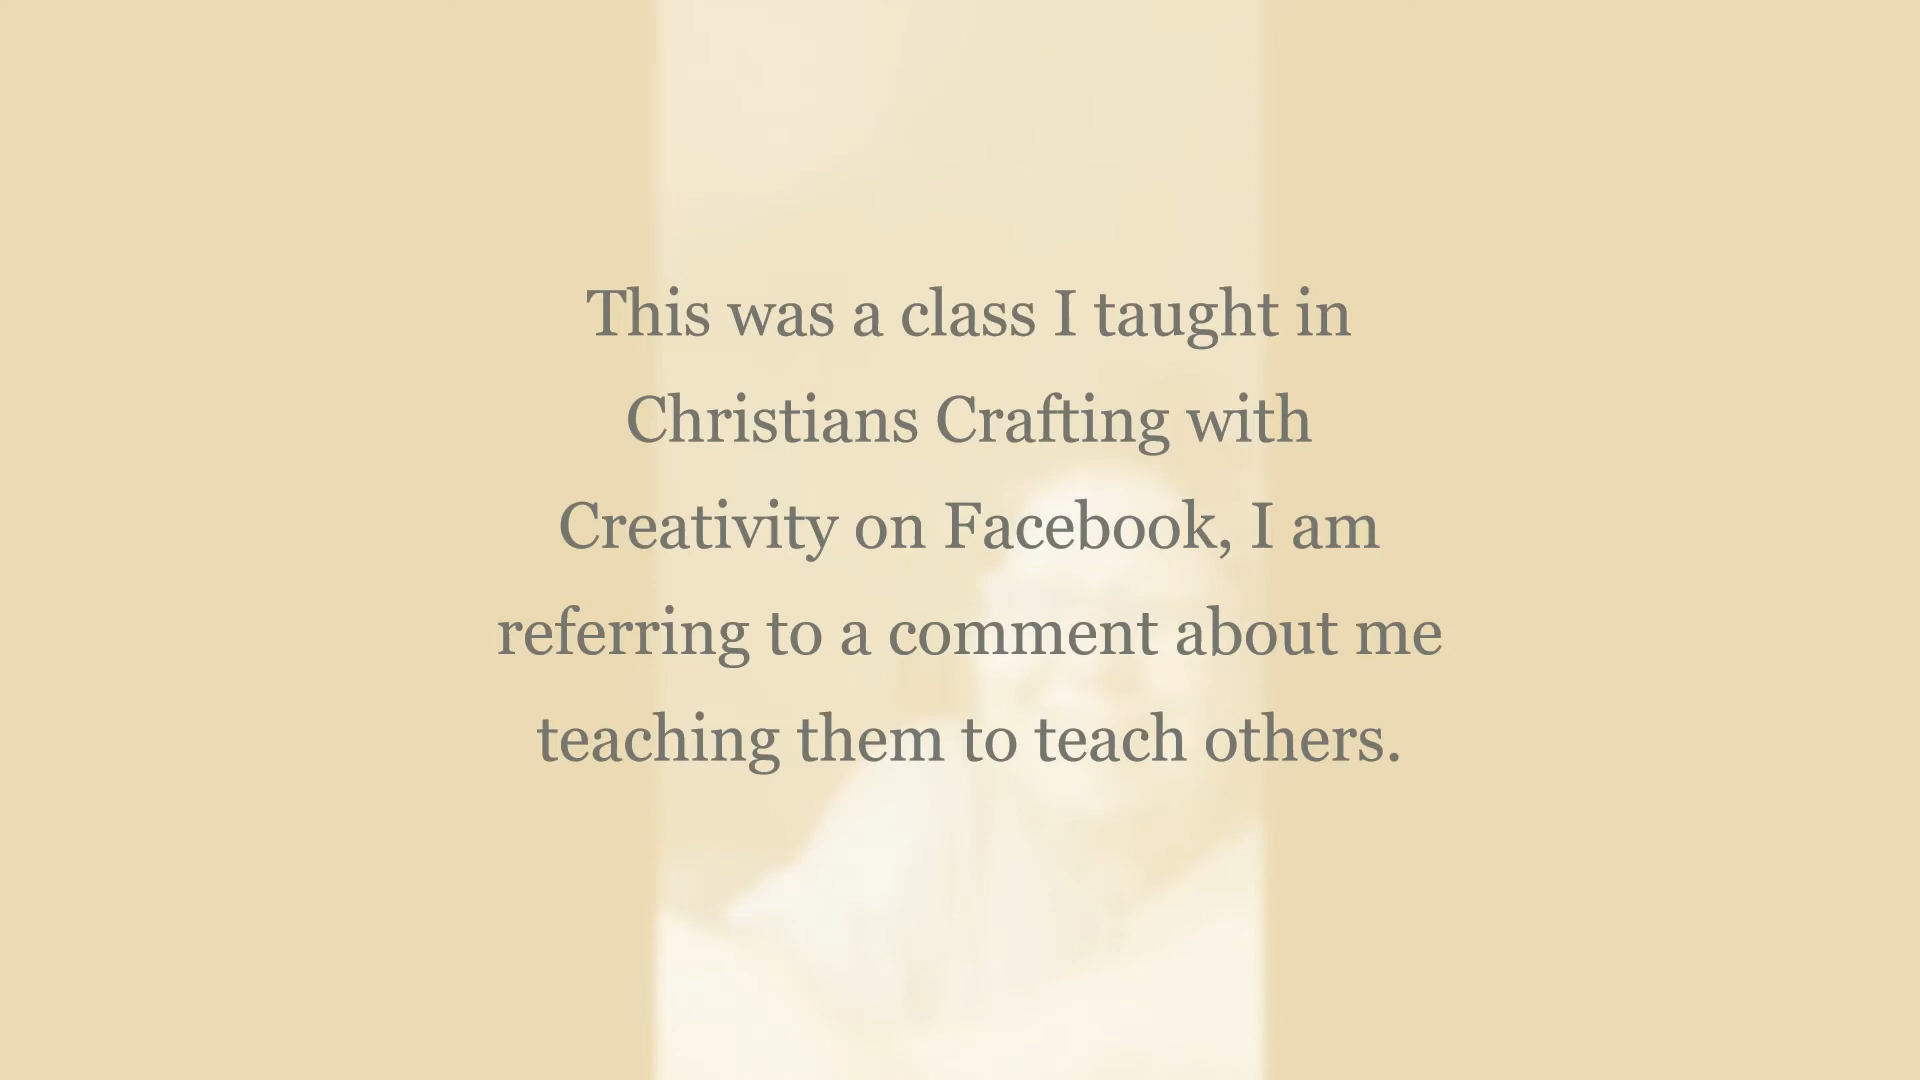 This was a class I taught in
Christians Crafting with
Creativity on Facebook, I am
referring to a comment about me
teaching them to teach others.